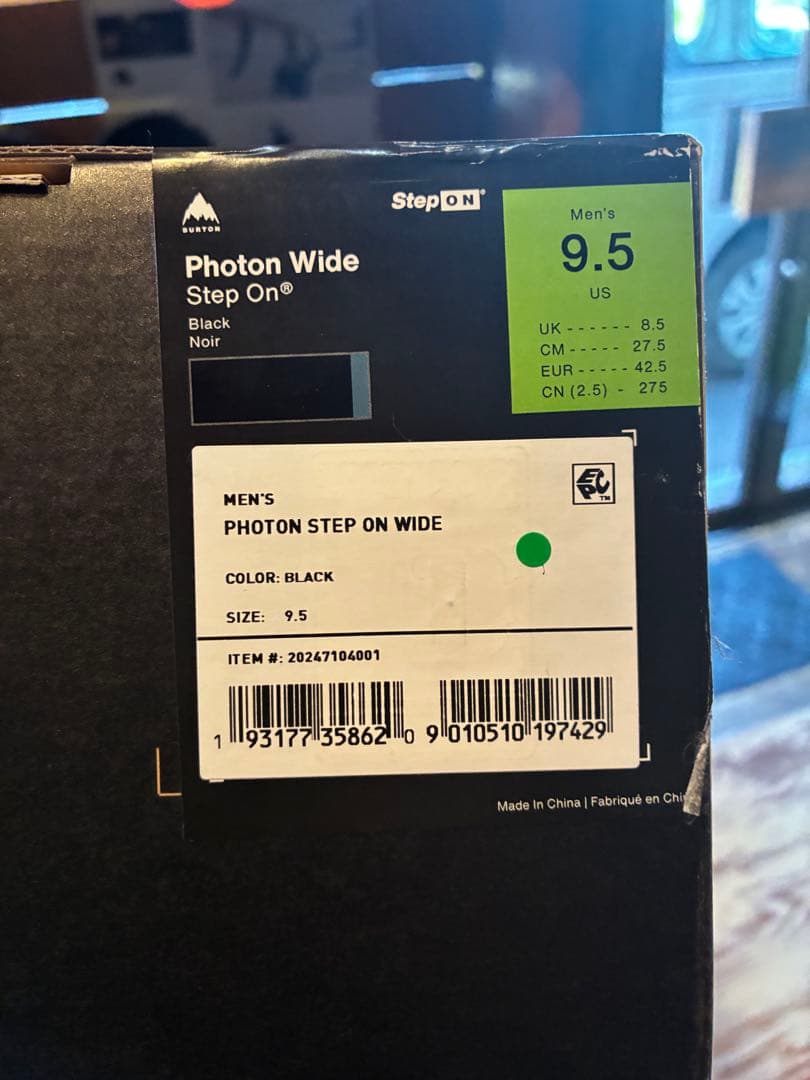 BURTON
StepON®
Photon Wide
Step On®
Black
Noir
Men's
9.5
US
UK - - - - - - 8.5
CM - - - - - 27.5
EUR - - - - - 42.5
CN (2.5) - 275
MEN'S
PHOTON STEP ON WIDE
EPC™
COLOR: BLACK
SIZE: 9.5
ITEM #: 20247104001
1 93177 35862 0
9 010510 197429
Made In China | Fabriqué en Chi